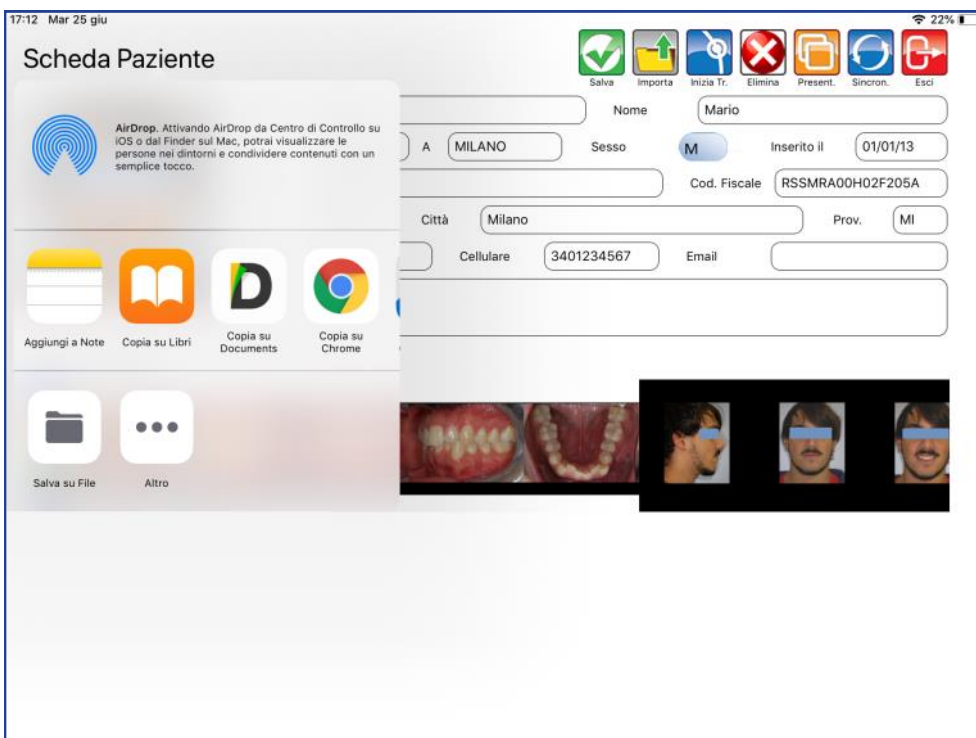 17:12 Mar 25 giu
22%
Scheda Paziente
Salva Importa Inizia Tr. Elimina Present. Sincron. Esci
AirDrop. Attivando AirDrop da Centro di Controllo su
iOS o dal Finder sul Mac, potrai visualizzare le
persone nei dintorni e condividere contenuti con un
semplice tocco.
Nome Mario
A MILANO Sesso M Inserito il 01/01/13
Cod. Fiscale RSSMRA00H02F205A
Città Milano Prov. MI
Cellulare 3401234567 Email
Aggiungi a Note
Copia su Libri
Copia su
Documents
Copia su
Chrome
Salva su File
Altro